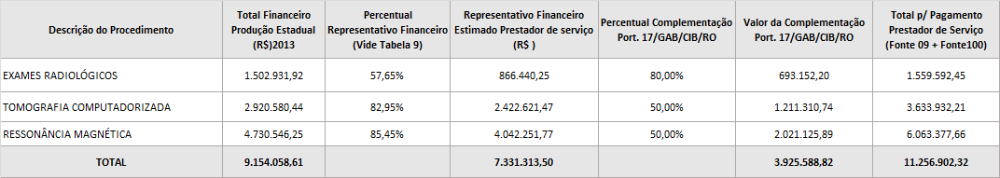 Descrição do Procedimento
Total Financeiro
Produção Estadual
(R$)2013
Percentual
Representativo Financeiro
(Vide Tabela 9)
Representativo Financeiro
Estimado Prestador de serviço
(R$ )
Percentual Complementação
Port. 17/GAB/CIB/RO
Valor da Complementação
Port. 17/GAB/CIB/RO
Total p/ Pagamento
Prestador de Serviço
(Fonte 09 + Fonte100)
EXAMES RADIOLÓGICOS 1.502.931,92 57,65% 866.440,25 80,00% 693.152,20 1.559.592,45
TOMOGRAFIA COMPUTADORIZADA 2.920.580,44 82,95% 2.422.621,47 50,00% 1.211.310,74 3.633.932,21
RESSONÂNCIA MAGNÉTICA 4.730.546,25 85,45% 4.042.251,77 50,00% 2.021.125,89 6.063.377,66
TOTAL 9.154.058,61 7.331.313,50 3.925.588,82 11.256.902,32